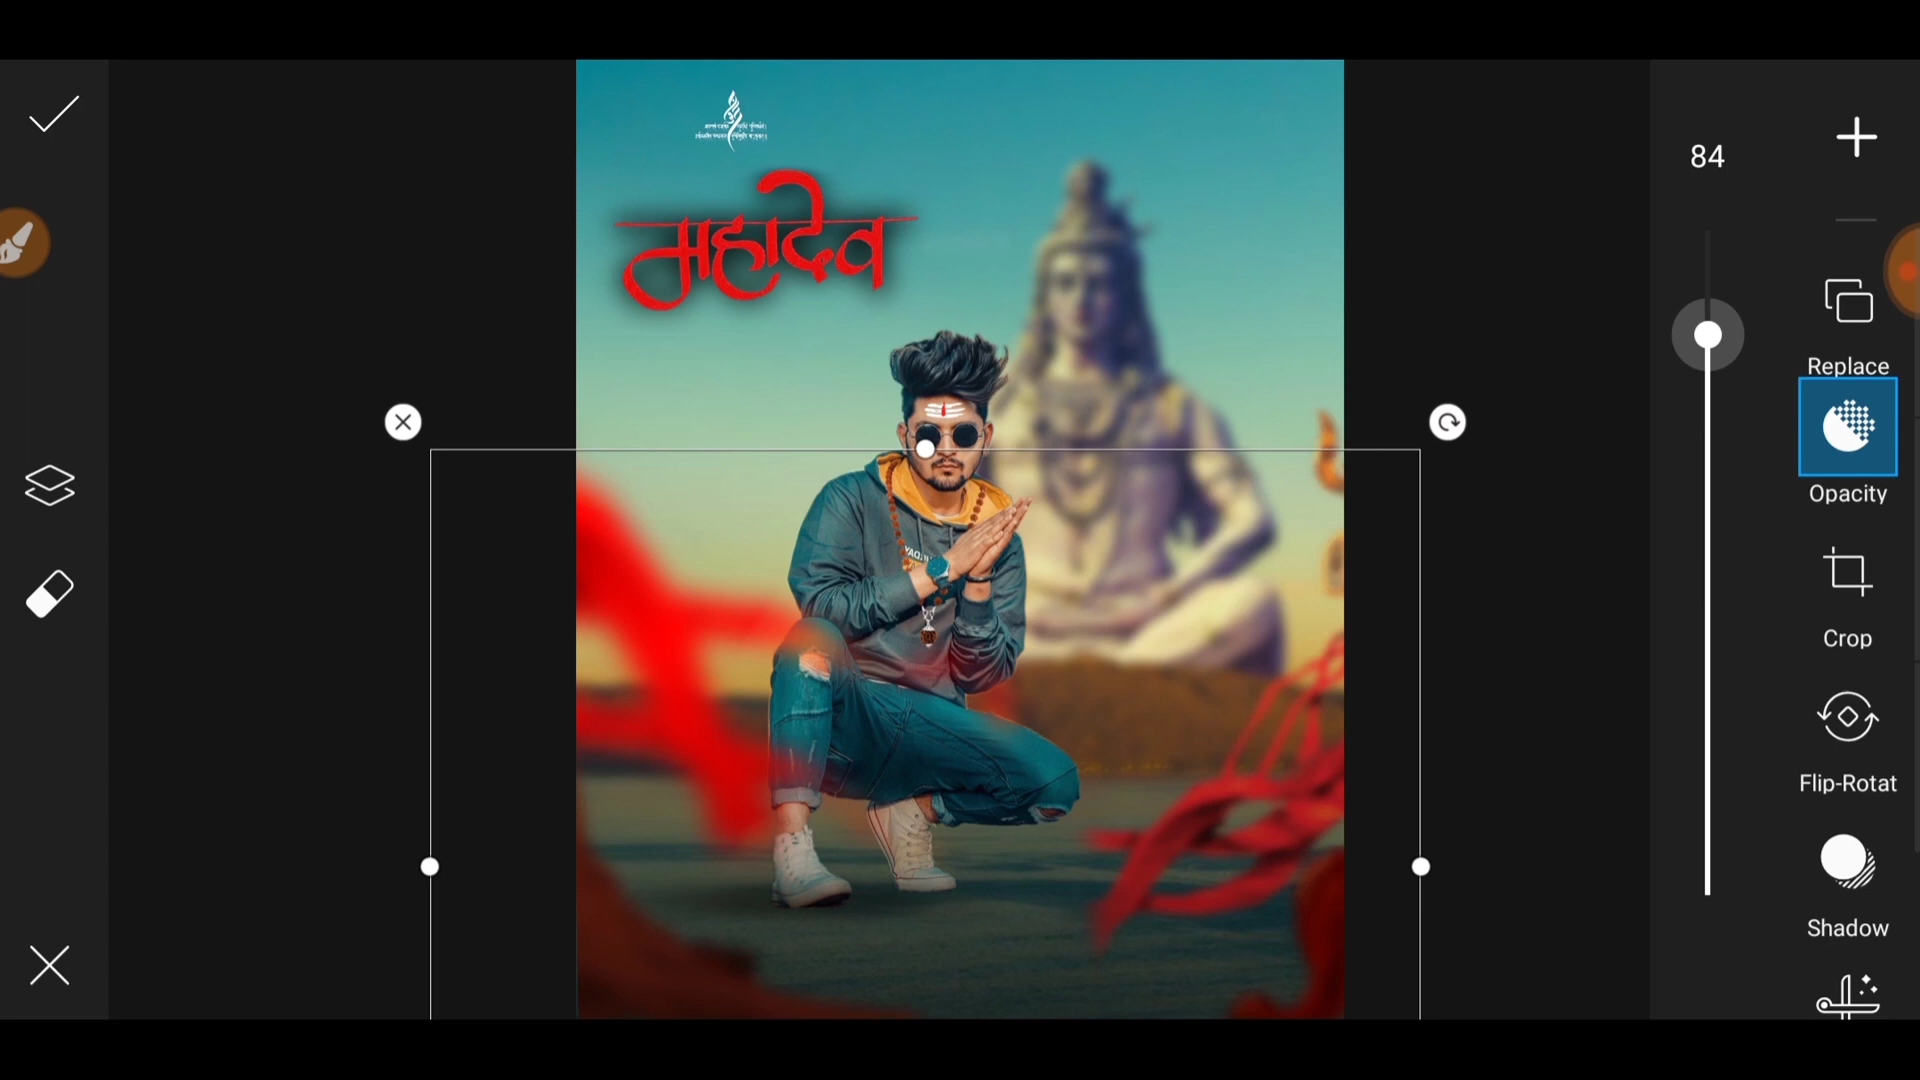 84
महादेव
Replace
Opacity
Crop
Flip-Rotat
Shadow